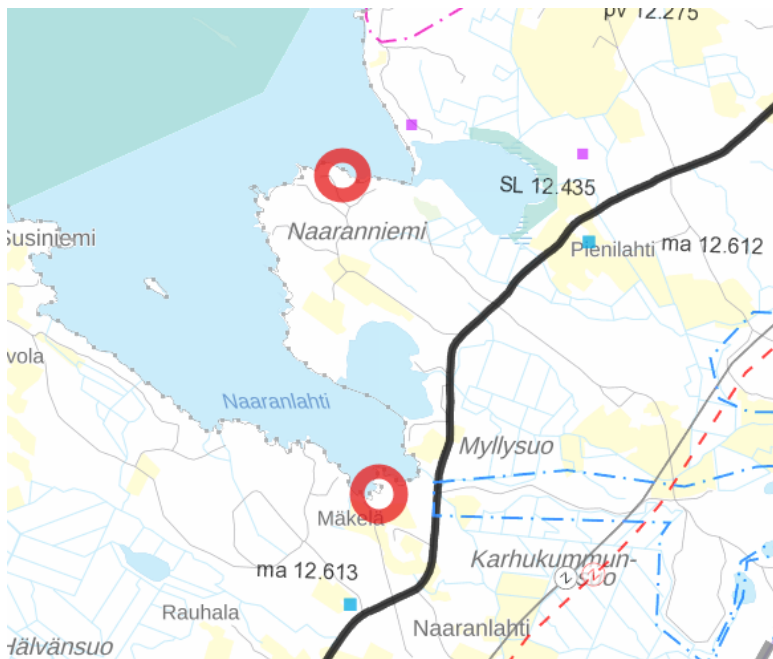 pv 12.275
SL 12.435
Naaranniemi
Susiniemi
Pienilahti
ma 12.612
vola
Naaranlahti
Myllysuo
Mäkelä
Karhukummun-
suo
ma 12.613
Rauhala
Naaranlahti
Hälvänsuo
Z
Z